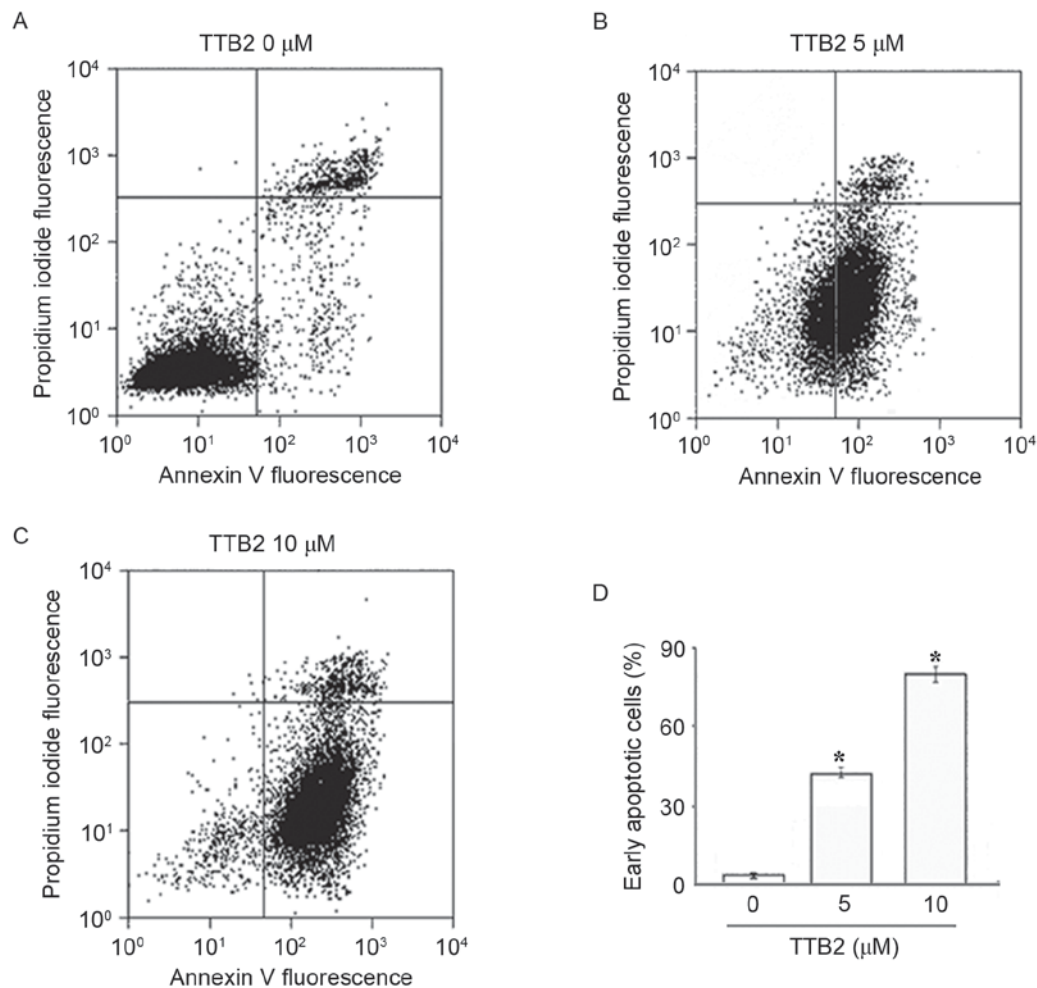 A
TTB2 0 μM
Propidium iodide fluorescence
10⁴
10³
10²
10¹
10⁰
10⁰ 10¹ 10² 10³ 10⁴
Annexin V fluorescence
B
TTB2 5 μM
Propidium iodide fluorescence
10⁴
10³
10²
10¹
10⁰
10⁰ 10¹ 10² 10³ 10⁴
Annexin V fluorescence
C
TTB2 10 μM
Propidium iodide fluorescence
10⁴
10³
10²
10¹
10⁰
10⁰ 10¹ 10² 10³ 10⁴
Annexin V fluorescence
D
Early apoptotic cells (%)
90
60
30
0
*
*
0 5 10
TTB2 (μM)